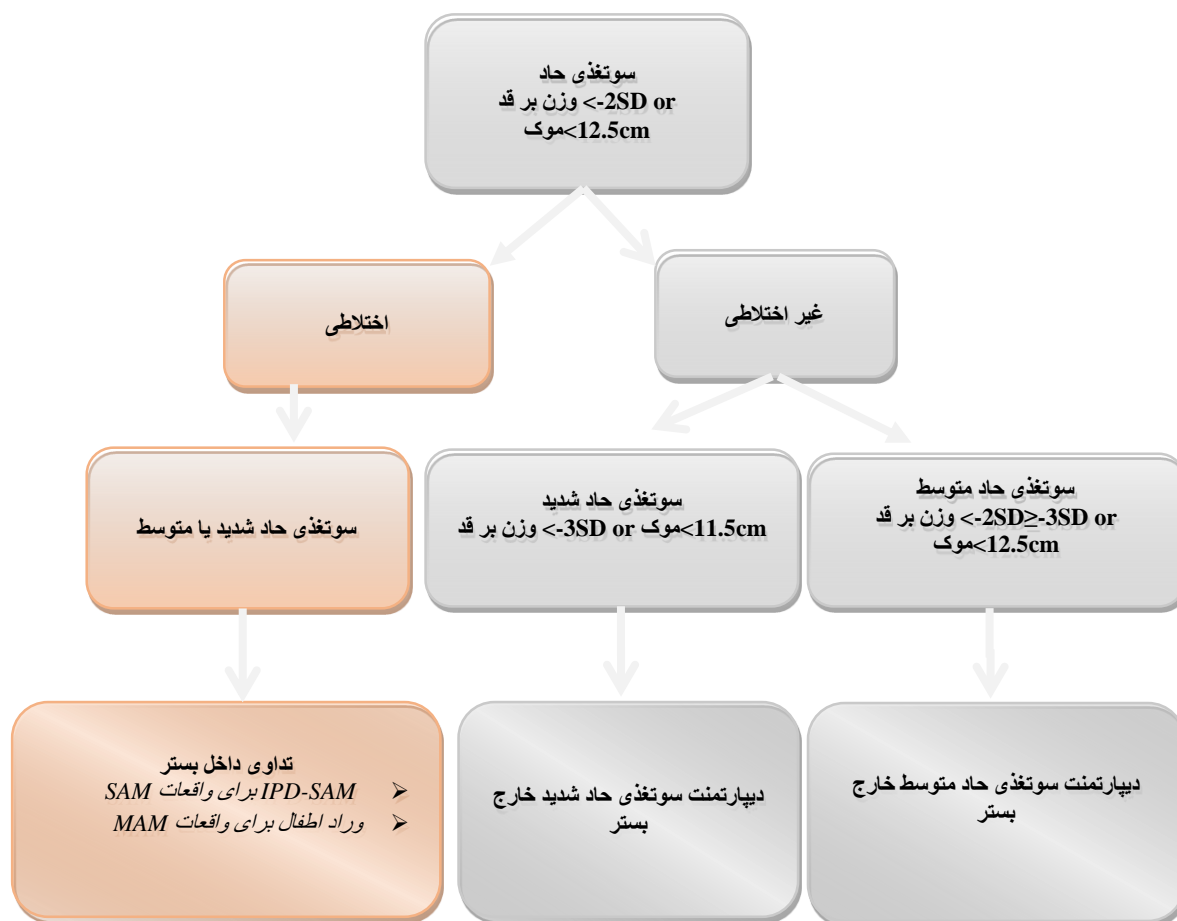 سوتغذی حاد
وزن بر قد <-2SD or
موک<12.5cm
اختلاطی
غیر اختلاطی
سوتغذی حاد شدید یا متوسط
سوتغذی حاد شدید
وزن بر قد <-3SD or موک<11.5cm
سوتغذی حاد متوسط
وزن بر قد <-2SD≥-3SD or
موک<12.5cm
تداوی داخل بستر
➢ IPD-SAM برای واقعات SAM
➢ وراد اطفال برای واقعات MAM
دیپارتمنت سوتغذی حاد شدید خارج
بستر
دیپارتمنت سوتغذی حاد متوسط خارج
بستر